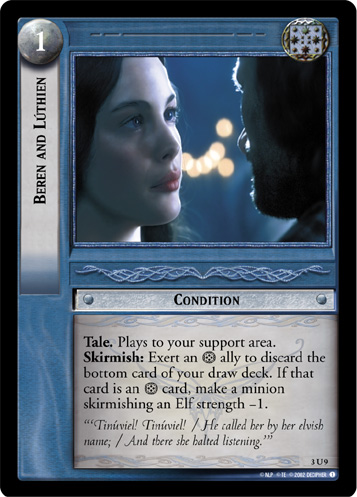 1
BEREN AND LÚTHIEN
CONDITION
Tale. Plays to your support area.
Skirmish: Exert an ally to discard the
bottom card of your draw deck. If that
card is an card, make a minion
skirmishing an Elf strength –1.
“‘Tinúviel! Tinúviel! / He called her by her elvish
name; / And there she halted listening.’”
3 U 9
© NLP ®TE ©2002 DECIPHER